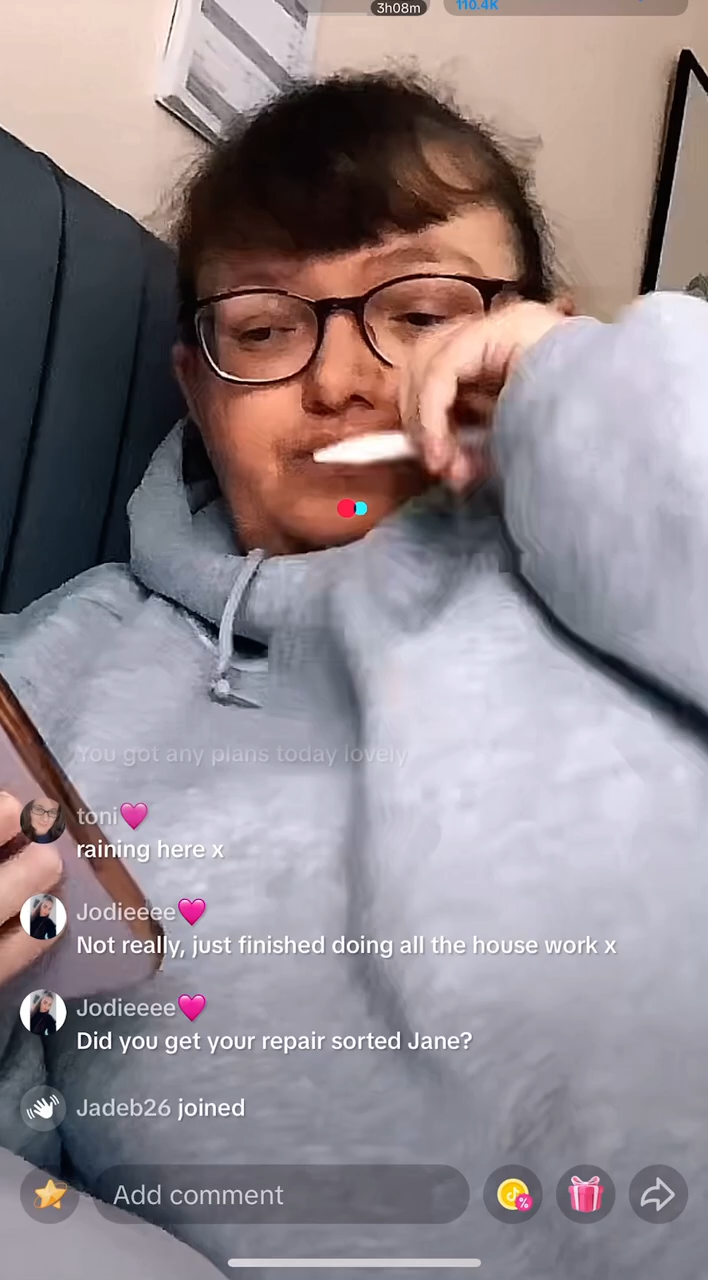 3h08m
110.4K
You got any plans today lovely
toni🩷
raining here x
Jodieeee🩷
Not really, just finished doing all the house work x
Jodieeee🩷
Did you get your repair sorted Jane?
Jadeb26 joined
Add comment